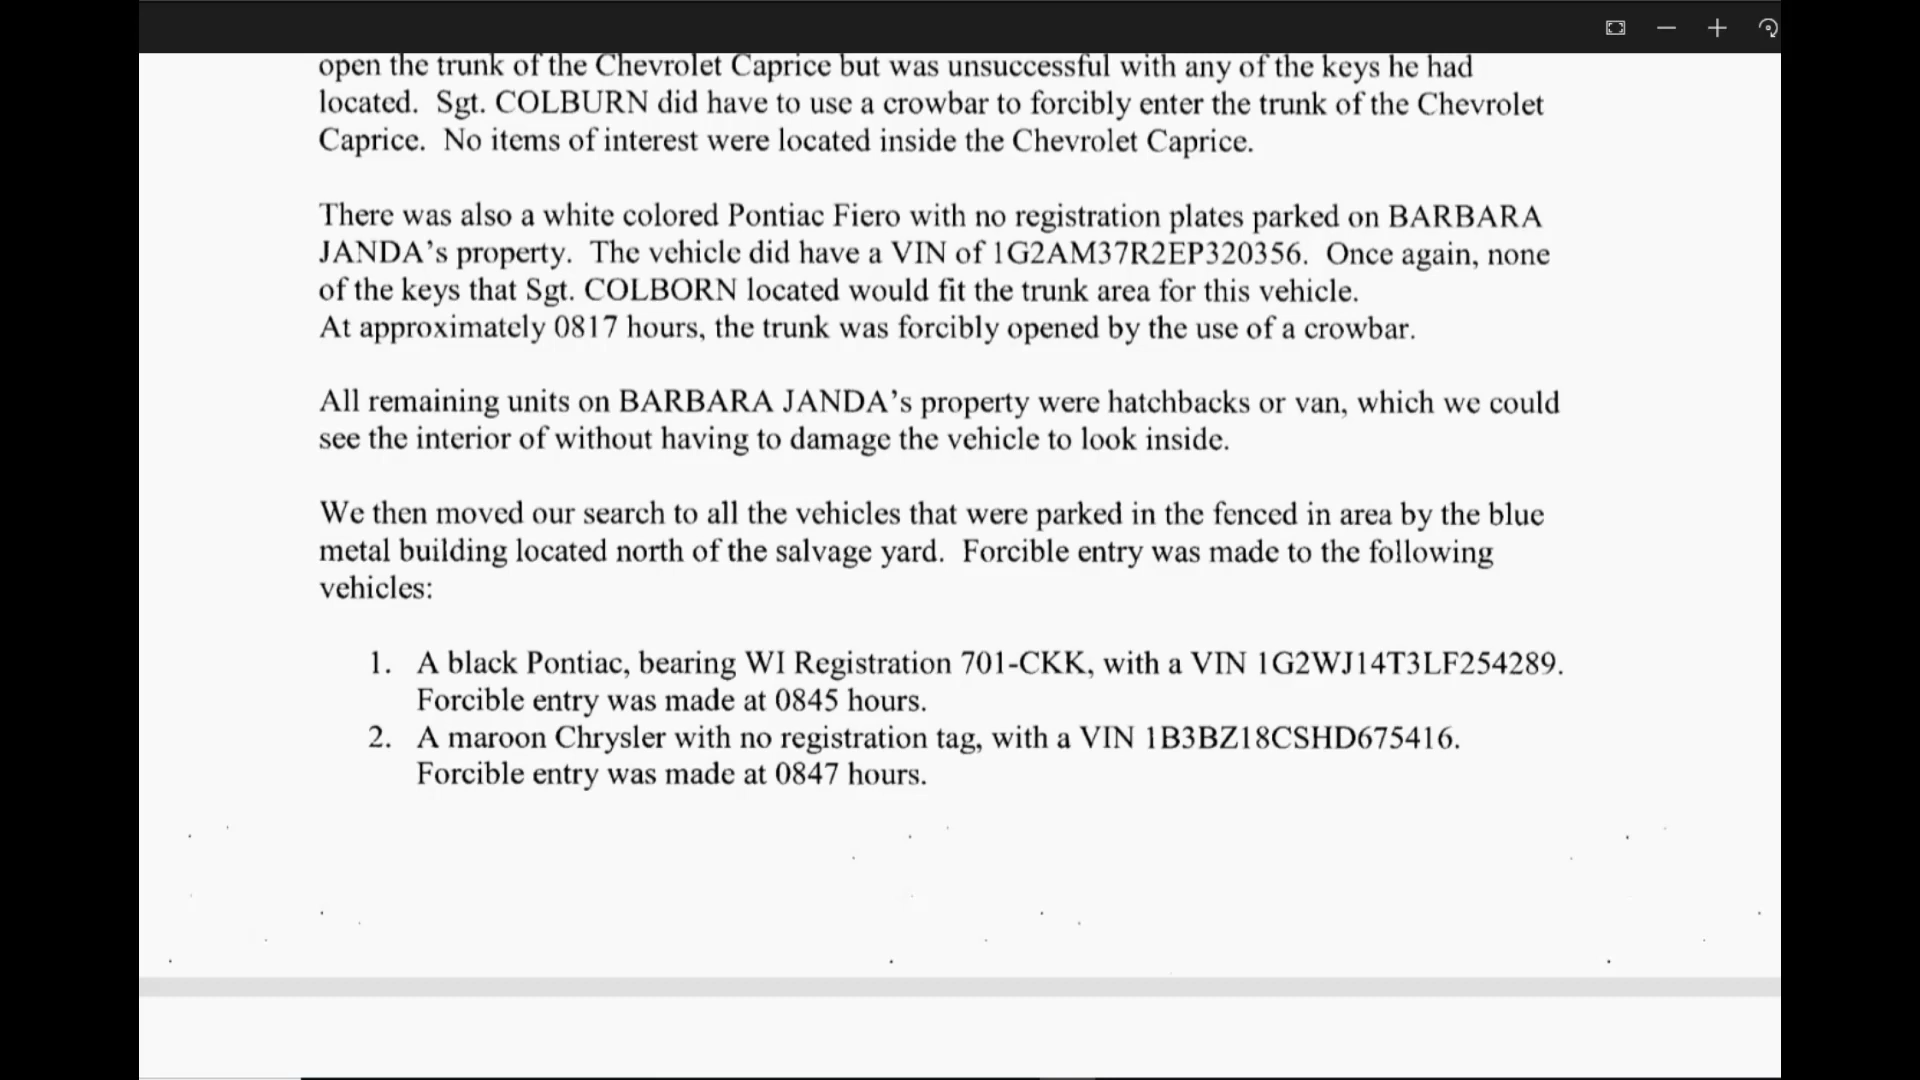 open the trunk of the Chevrolet Caprice but was unsuccessful with any of the keys he had
located. Sgt. COLBURN did have to use a crowbar to forcibly enter the trunk of the Chevrolet
Caprice. No items of interest were located inside the Chevrolet Caprice.
There was also a white colored Pontiac Fiero with no registration plates parked on BARBARA
JANDA's property. The vehicle did have a VIN of 1G2AM37R2EP320356. Once again, none
of the keys that Sgt. COLBORN located would fit the trunk area for this vehicle.
At approximately 0817 hours, the trunk was forcibly opened by the use of a crowbar.
All remaining units on BARBARA JANDA's property were hatchbacks or van, which we could
see the interior of without having to damage the vehicle to look inside.
We then moved our search to all the vehicles that were parked in the fenced in area by the blue
metal building located north of the salvage yard. Forcible entry was made to the following
vehicles:
1. A black Pontiac, bearing WI Registration 701-CKK, with a VIN 1G2WJ14T3LF254289.
Forcible entry was made at 0845 hours.
2. A maroon Chrysler with no registration tag, with a VIN 1B3BZ18CSHD675416.
Forcible entry was made at 0847 hours.